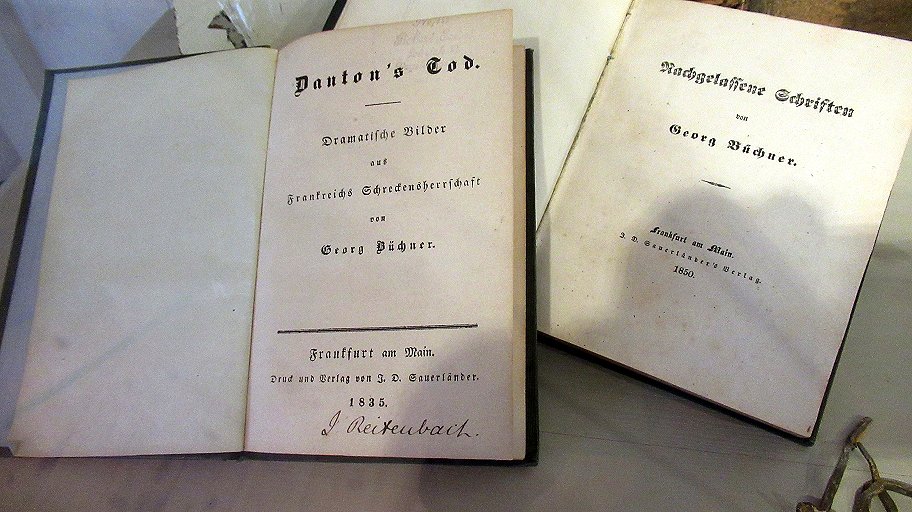 Danton's Tod.
Dramatische Bilder
aus
Frankreichs Schreckensherrschaft
von
Georg Büchner.
Frankfurt am Main.
Druck und Verlag von J. D. Sauerländer.
1835.
J Reitenbach.
Nachgelassene Schriften
von
Georg Büchner.
Frankfurt am Main.
J. D. Sauerländer's Verlag.
1850.